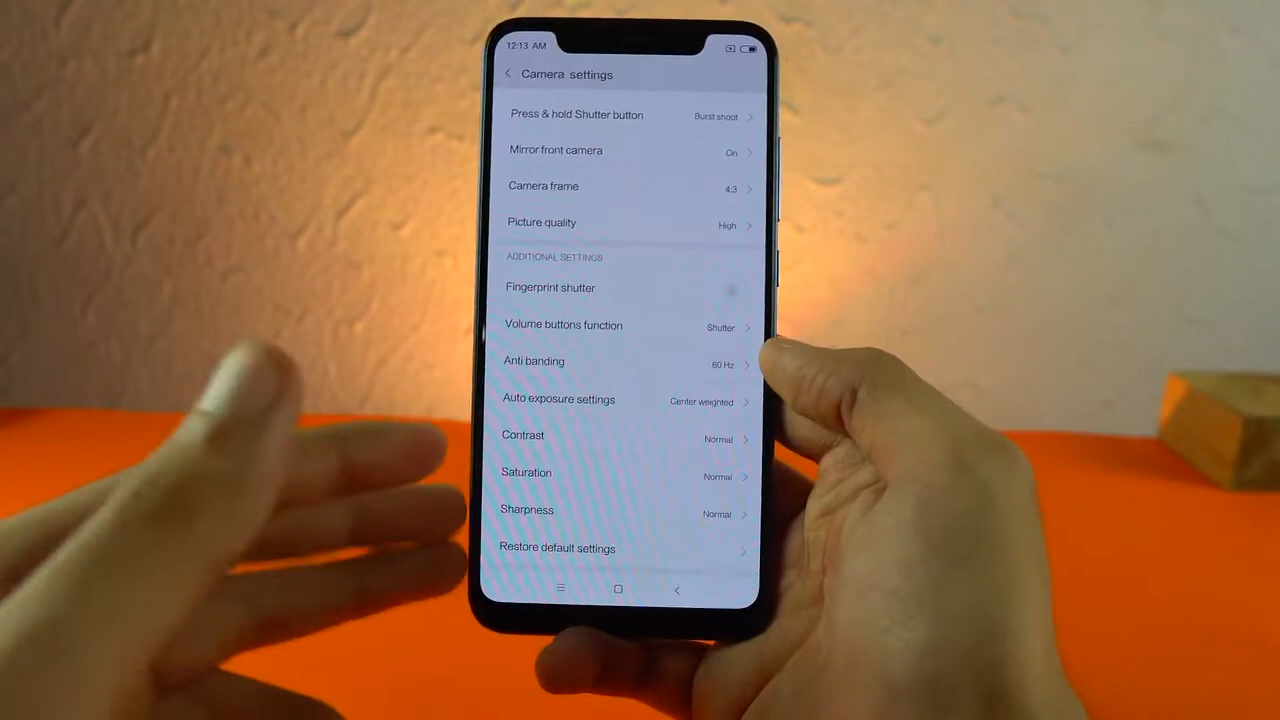 12:13 AM
Camera settings
Press & hold Shutter button Burst shoot
Mirror front camera On
Camera frame 4:3
Picture quality High
ADDITIONAL SETTINGS
Fingerprint shutter
Volume buttons function Shutter
Anti banding 60 Hz
Auto exposure settings Center weighted
Contrast Normal
Saturation Normal
Sharpness Normal
Restore default settings